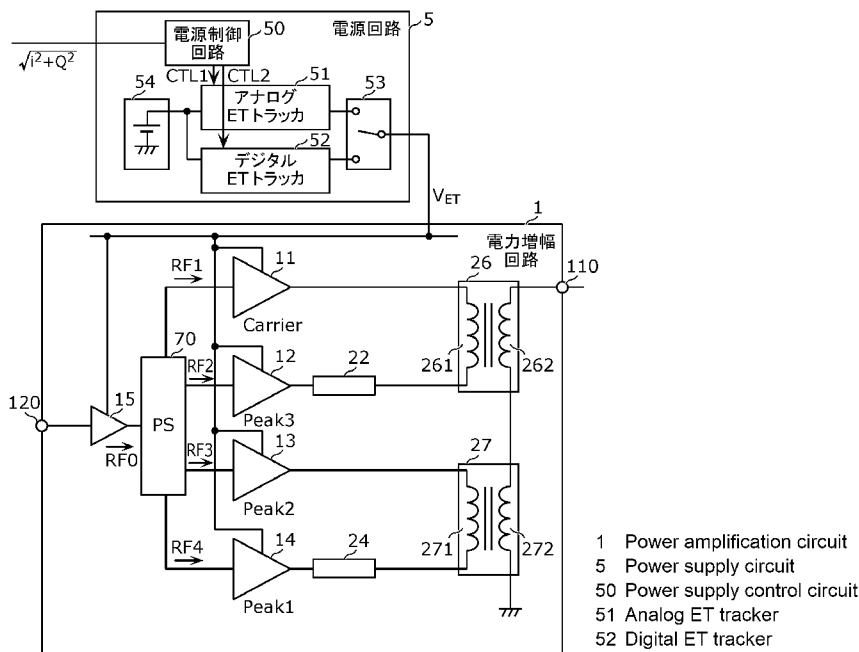 電源制御
回路
50
電源回路
5
√i²+Q²
CTL1
CTL2
54
51
アナログ
ETトラッカ
53
52
デジタル
ETトラッカ
VET
1
電力増幅
回路
110
RF1
11
Carrier
26
261
262
70
PS
RF2
12
Peak3
22
120
15
RF0
RF3
13
Peak2
27
271
272
RF4
14
Peak1
24
1 Power amplification circuit
5 Power supply circuit
50 Power supply control circuit
51 Analog ET tracker
52 Digital ET tracker